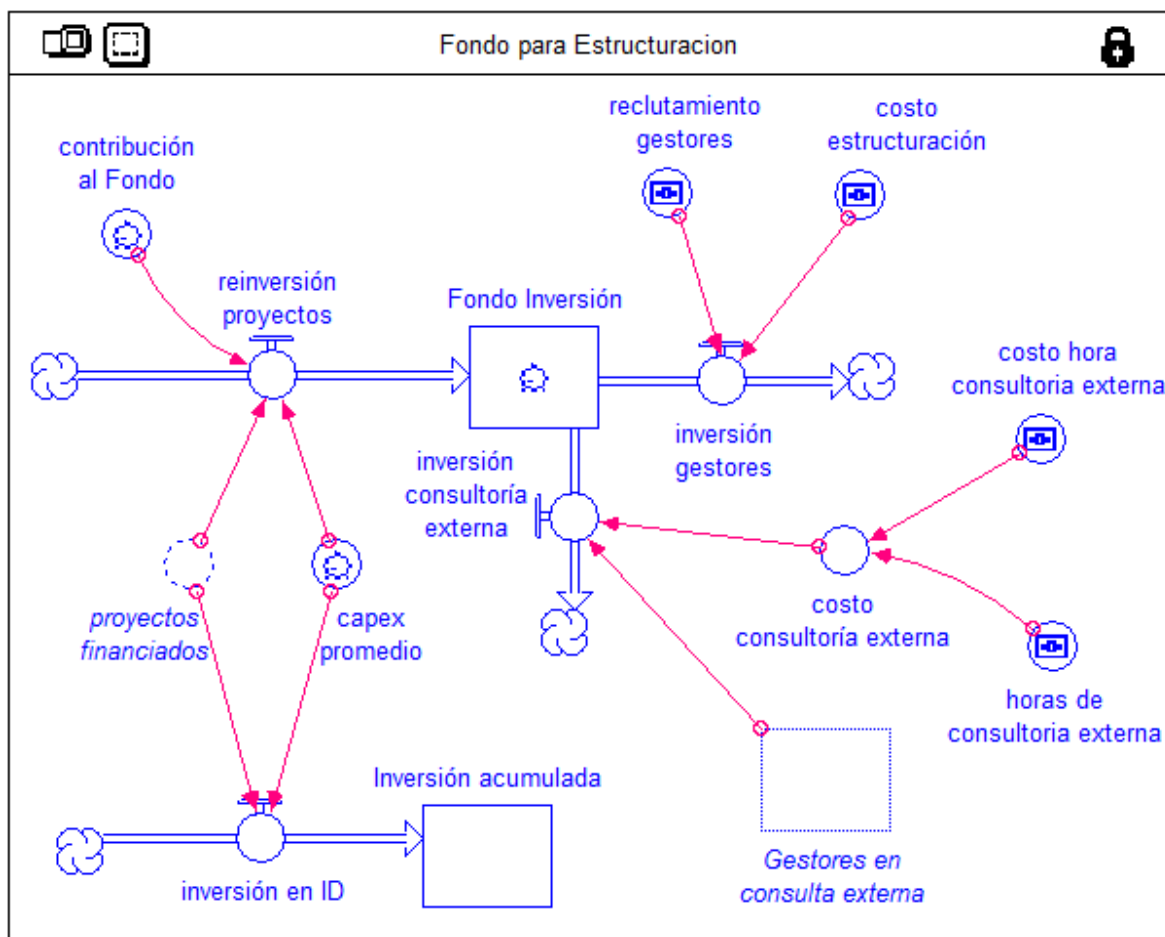 Fondo para Estructuracion
reclutamiento
gestores
costo
estructuración
contribución
al Fondo
reinversión
proyectos
Fondo Inversión
costo hora
consultoria externa
inversión
gestores
inversión
consultoría
externa
proyectos
financiados
capex
promedio
costo
consultoría externa
horas de
consultoria externa
Inversión acumulada
Gestores en
consulta externa
inversión en ID